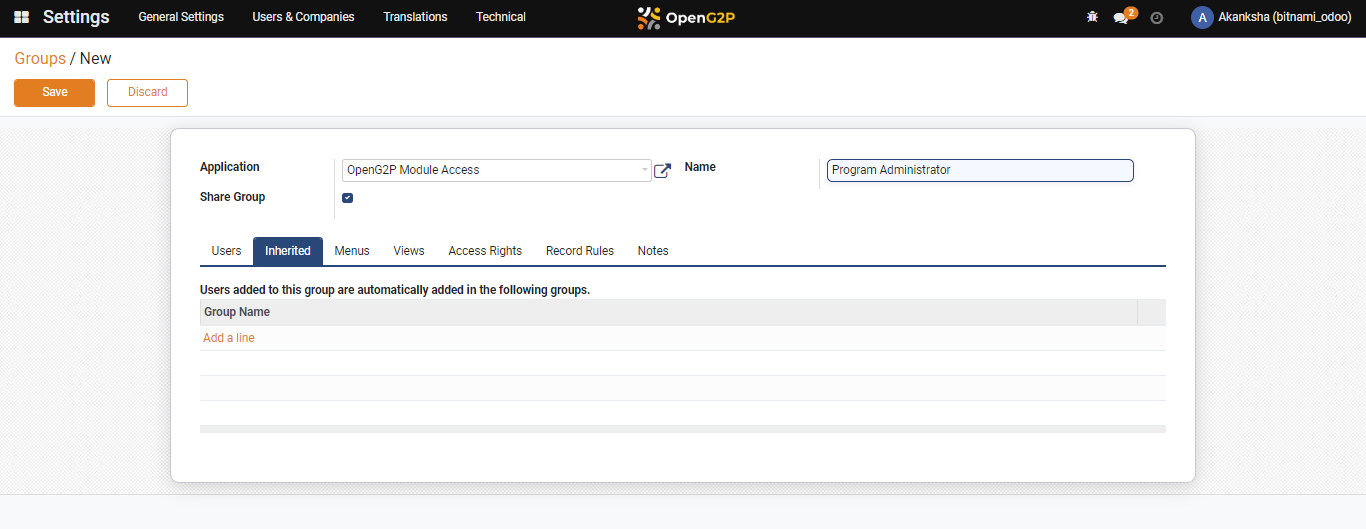 Settings General Settings Users & Companies Translations Technical OpenG2P 2 A Akanksha (bitnami_odoo)
Groups / New
Save Discard
Application OpenG2P Module Access Name Program Administrator
Share Group
Users Inherited Menus Views Access Rights Record Rules Notes
Users added to this group are automatically added in the following groups.
Group Name
Add a line